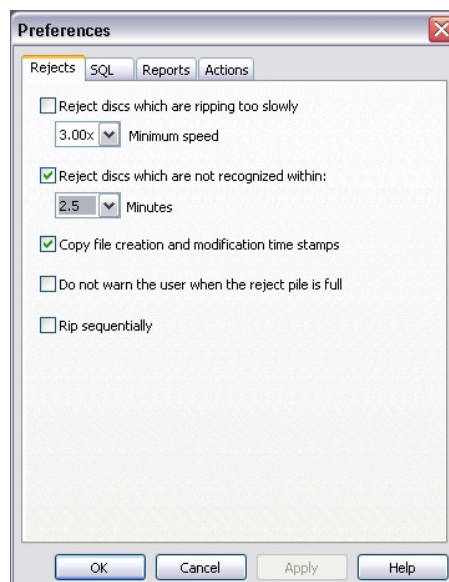 Preferences
Rejects SQL Reports Actions
Reject discs which are ripping too slowly
3.00x Minimum speed
Reject discs which are not recognized within:
2.5 Minutes
Copy file creation and modification time stamps
Do not warn the user when the reject pile is full
Rip sequentially
OK Cancel Apply Help